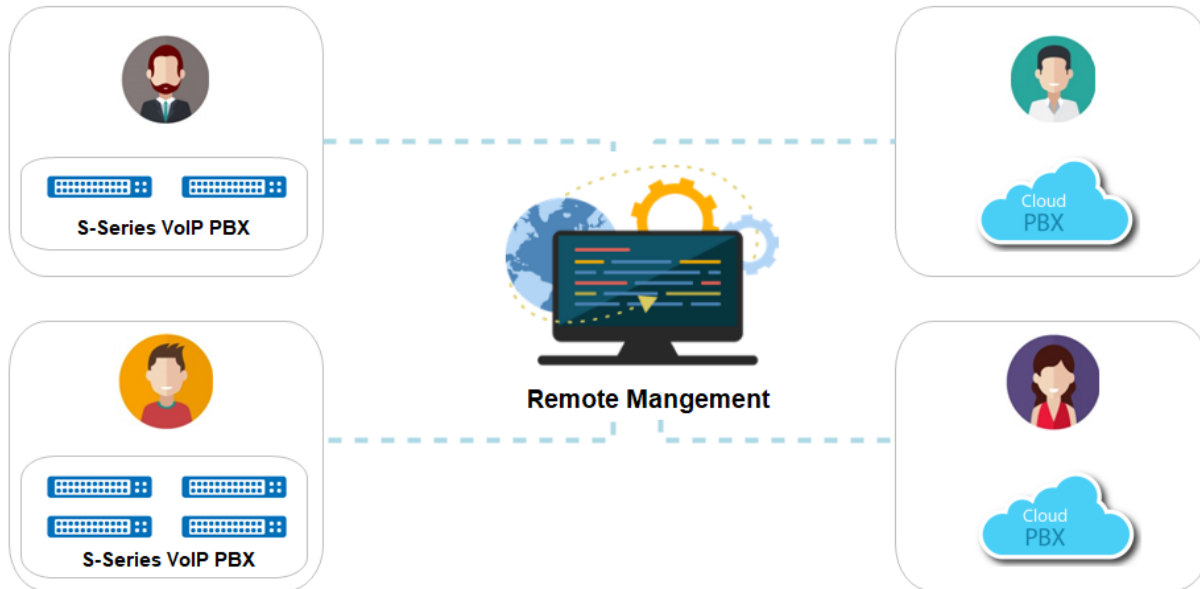 S-Series VoIP PBX
Cloud
PBX
Remote Mangement
S-Series VoIP PBX
Cloud
PBX